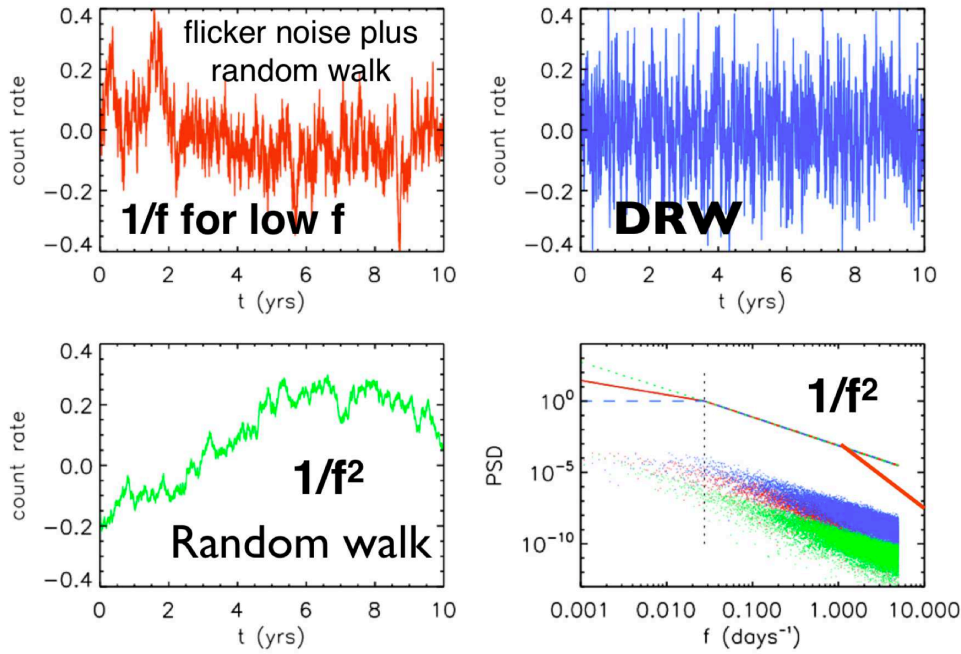 flicker noise plus
random walk
1/f for low f
count rate
0.4
0.2
0.0
−0.2
−0.4
0
2
4
6
8
10
t (yrs)
DRW
count rate
0.4
0.2
0.0
−0.2
−0.4
0
2
4
6
8
10
t (yrs)
1/f²
Random walk
count rate
0.4
0.2
0.0
−0.2
−0.4
0
2
4
6
8
10
t (yrs)
1/f²
PSD
10⁰
10⁻⁵
10⁻¹⁰
0.001
0.010
0.100
1.000
10.000
f (days⁻¹)